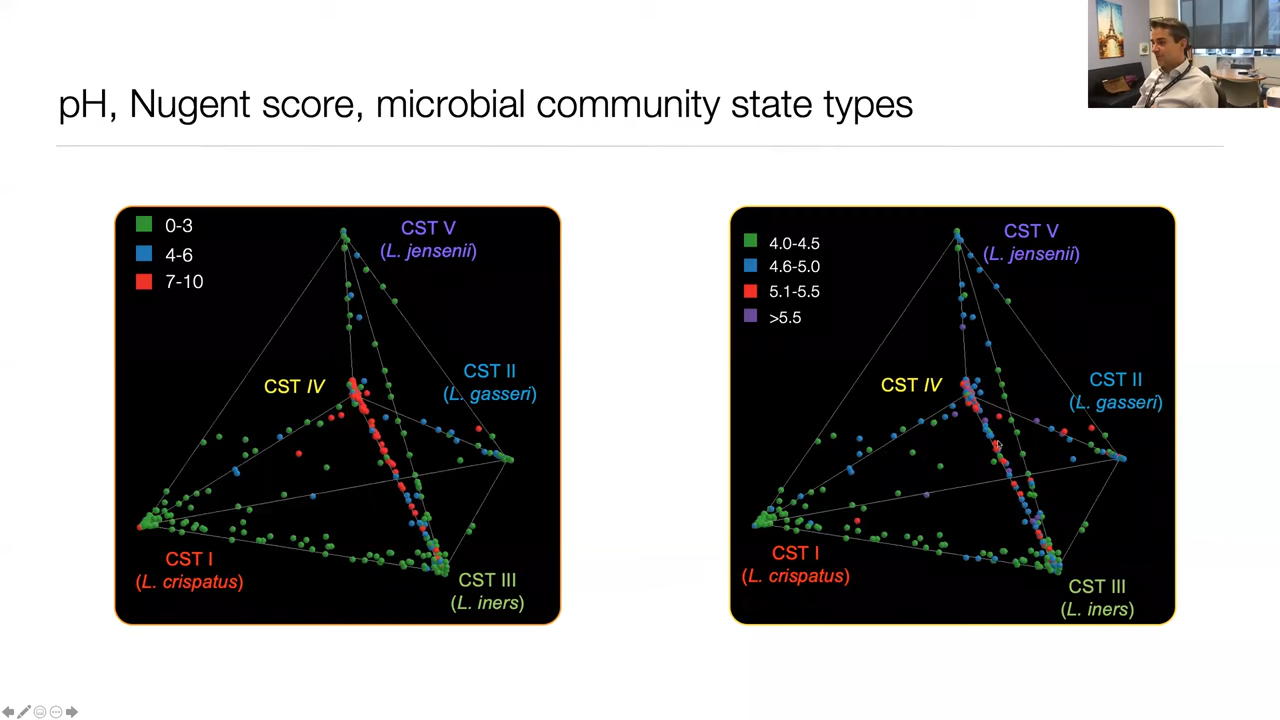 pH, Nugent score, microbial community state types
0-3
4-6
7-10
CST V
(L. jensenii)
CST IV
CST II
(L. gasseri)
CST I
(L. crispatus)
CST III
(L. iners)
4.0-4.5
4.6-5.0
5.1-5.5
>5.5
CST V
(L. jensenii)
CST IV
CST II
(L. gasseri)
CST I
(L. crispatus)
CST III
(L. iners)